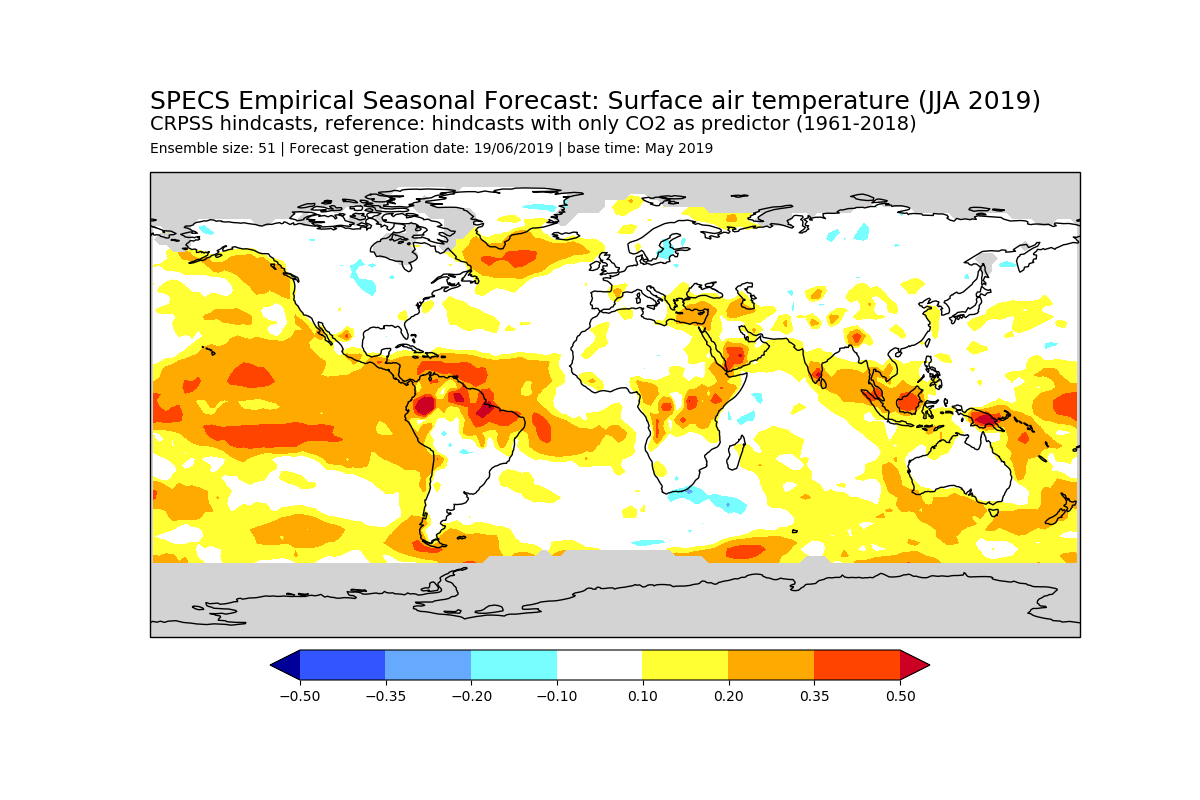 SPECS Empirical Seasonal Forecast: Surface air temperature (JJA 2019)
CRPSS hindcasts, reference: hindcasts with only CO2 as predictor (1961-2018)
Ensemble size: 51 | Forecast generation date: 19/06/2019 | base time: May 2019
−0.50 −0.35 −0.20 −0.10 0.10 0.20 0.35 0.50